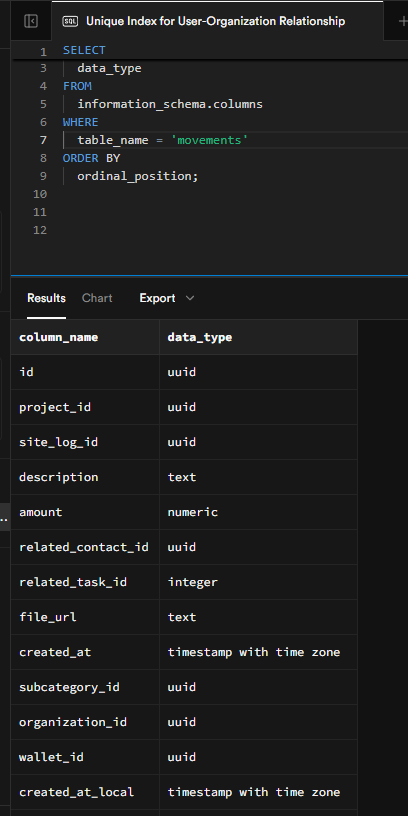 SQL Unique Index for User-Organization Relationship
1 SELECT
3 data_type
4 FROM
5 information_schema.columns
6 WHERE
7 table_name = 'movements'
8 ORDER BY
9 ordinal_position;
10
11
12
Results Chart Export
column_name data_type
id uuid
project_id uuid
site_log_id uuid
description text
amount numeric
related_contact_id uuid
related_task_id integer
file_url text
created_at timestamp with time zone
subcategory_id uuid
organization_id uuid
wallet_id uuid
created_at_local timestamp with time zone